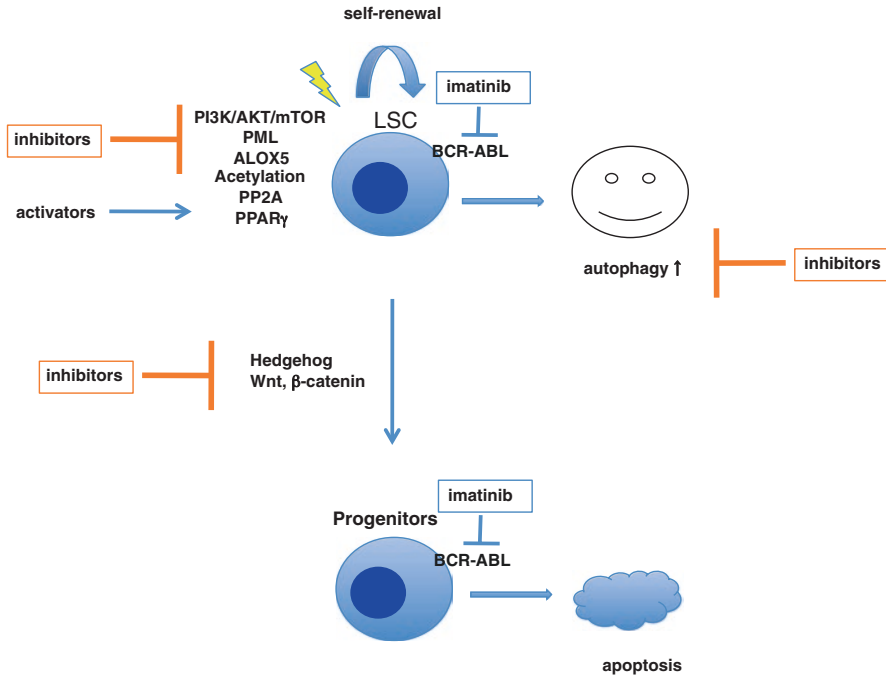 self-renewal
imatinib
PI3K/AKT/mTOR
LSC
inhibitors
PML
BCR-ABL
ALOX5
Acetylation
PP2A
activators
PPARγ
autophagy ↑
inhibitors
Hedgehog
inhibitors
Wnt, β-catenin
imatinib
Progenitors
BCR-ABL
apoptosis